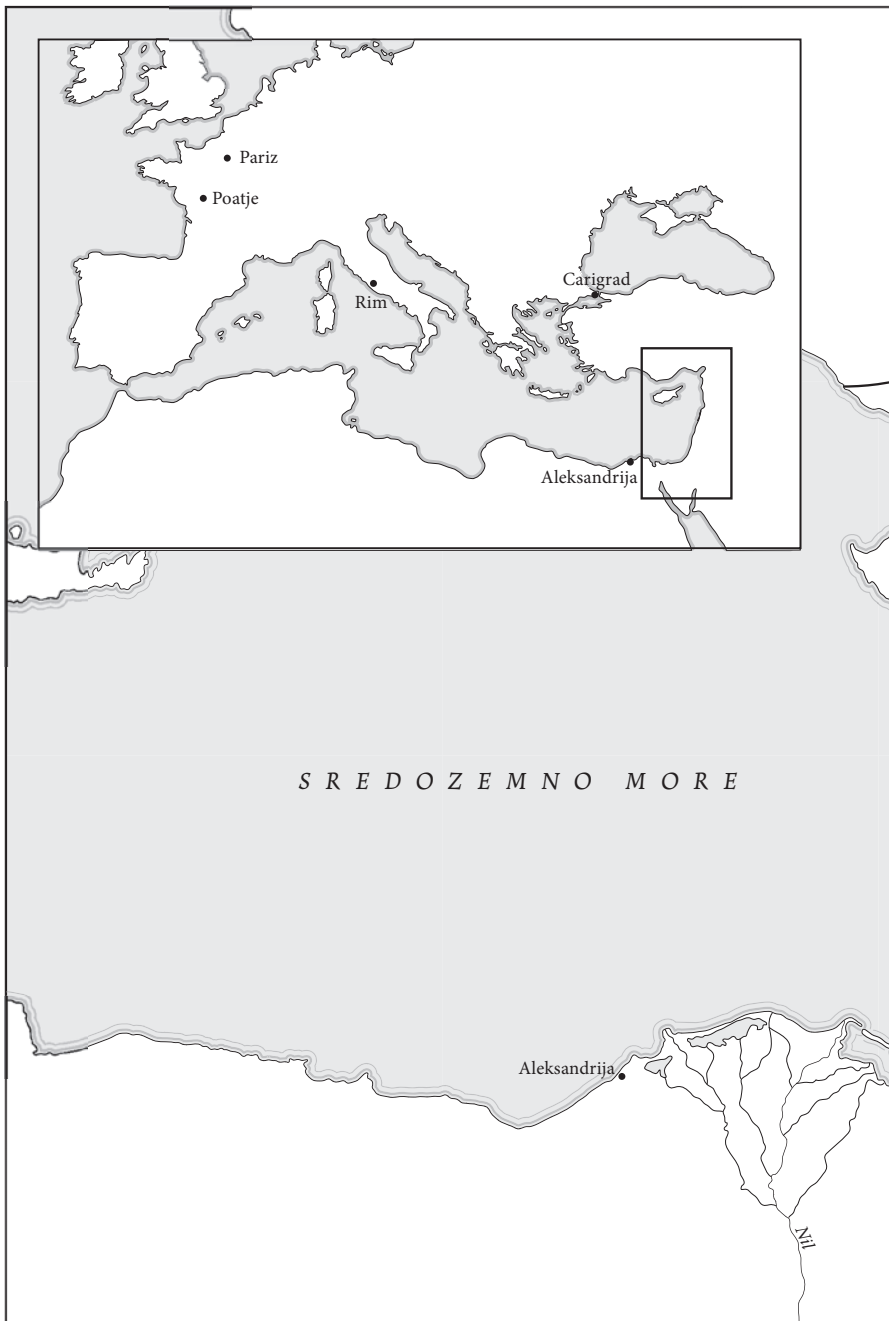 Pariz
Poatje
Carigrad
Rim
Aleksandrija
SREDOZEMNO MORE
Aleksandrija
Nil